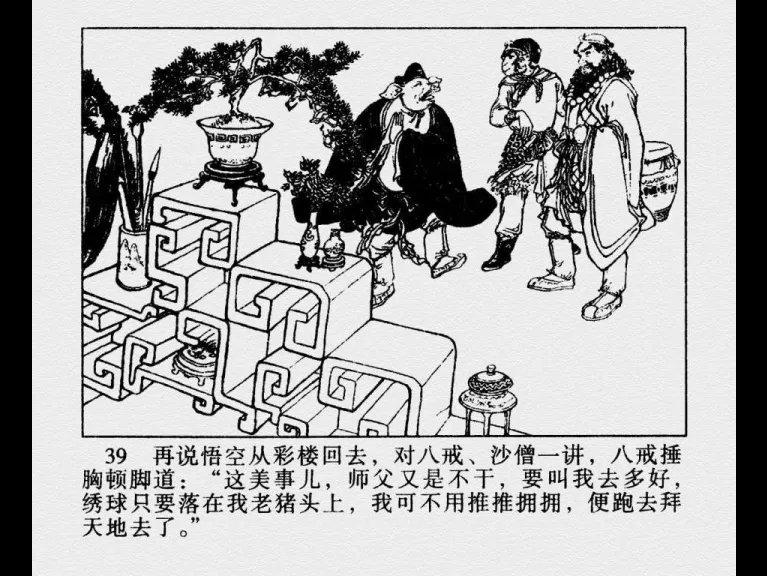 39 再说悟空从彩楼回去，对八戒、沙僧一讲，八戒捶
胸顿脚道：“这美事儿，师父又是不干，要叫我去多好，
绣球只要落在我老猪头上，我可不用推推拥拥，便跑去拜
天地去了。”